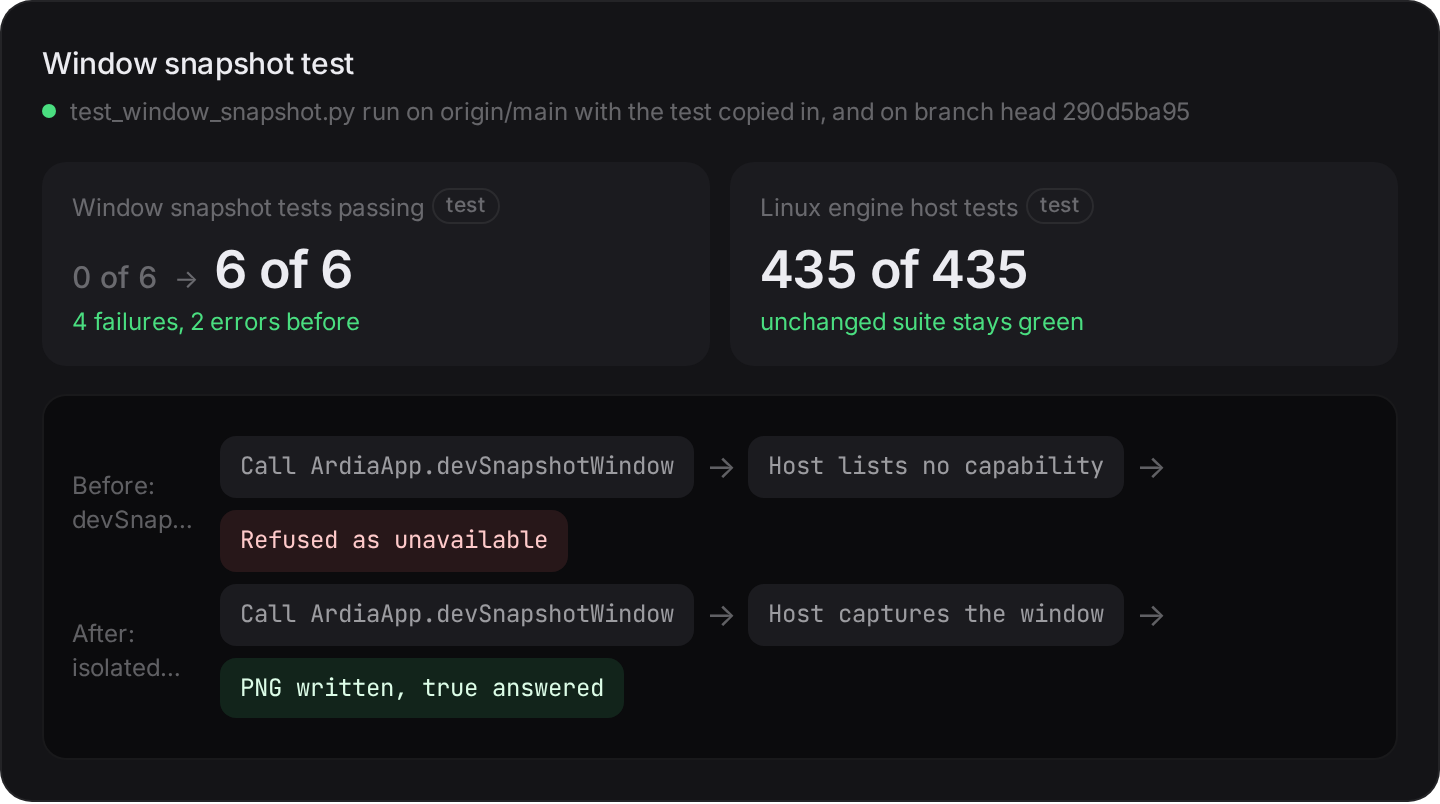 Window snapshot test
test_window_snapshot.py run on origin/main with the test copied in, and on branch head 290d5ba95
Window snapshot tests passing test
0 of 6 → 6 of 6
4 failures, 2 errors before
Linux engine host tests test
435 of 435
unchanged suite stays green
Before:
devSnap...
Call ArdiaApp.devSnapshotWindow → Host lists no capability →
Refused as unavailable
After:
isolated...
Call ArdiaApp.devSnapshotWindow → Host captures the window →
PNG written, true answered